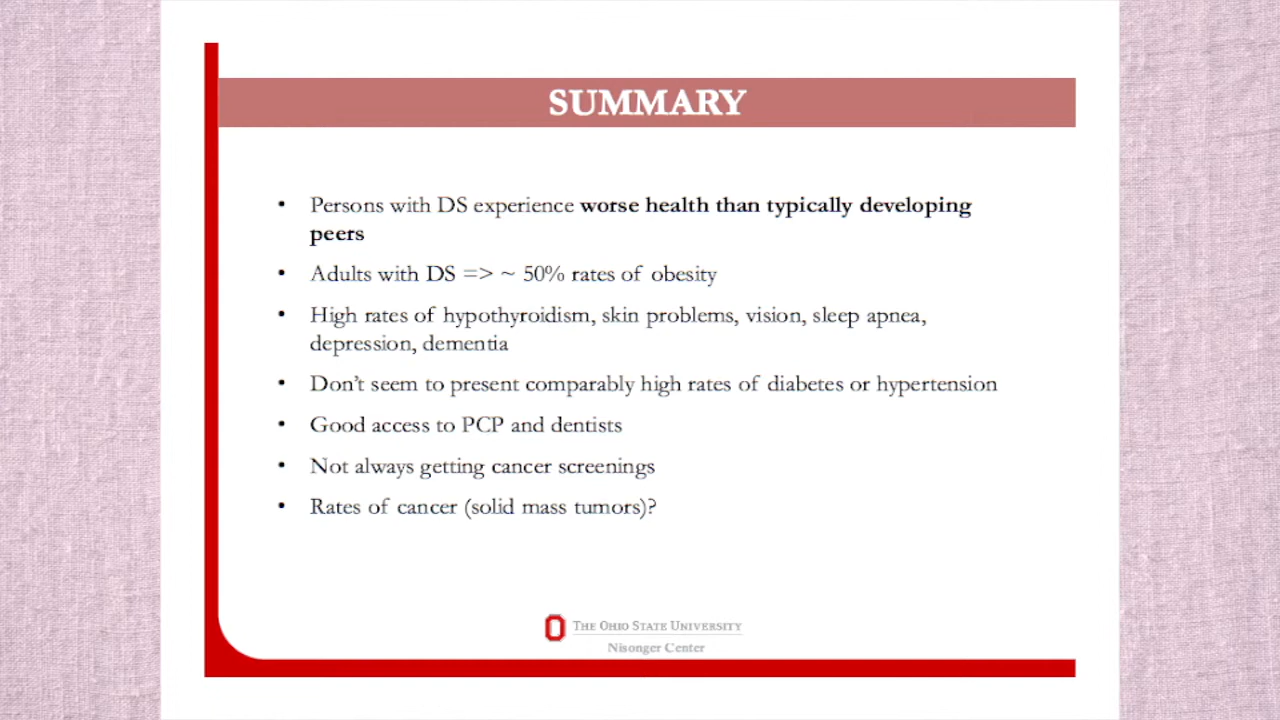 SUMMARY
• Persons with DS experience worse health than typically developing
peers
• Adults with DS => ~ 50% rates of obesity
• High rates of hypothyroidism, skin problems, vision, sleep apnea,
depression, dementia
• Don’t seem to present comparably high rates of diabetes or hypertension
• Good access to PCP and dentists
• Not always getting cancer screenings
• Rates of cancer (solid mass tumors)?
THE OHIO STATE UNIVERSITY
Nisonger Center